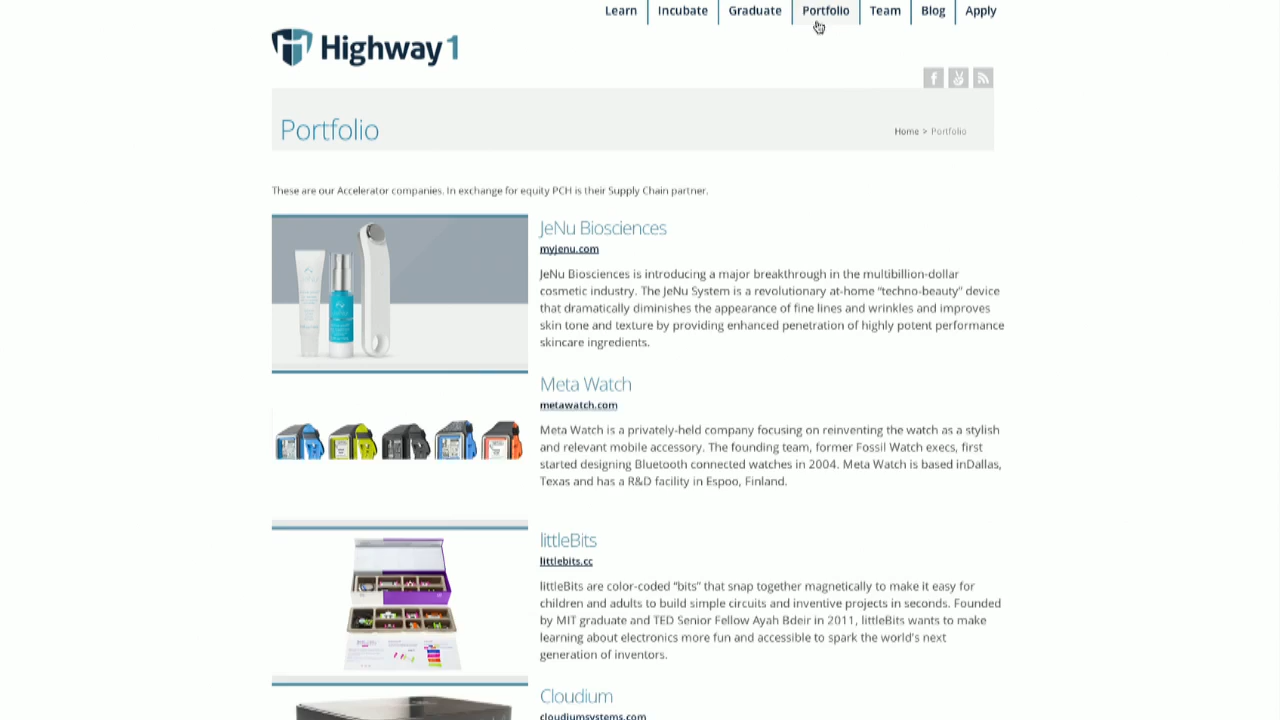 Learn Incubate Graduate Portfolio Team Blog Apply
Highway1
Portfolio
Home > Portfolio
These are our Accelerator companies. In exchange for equity PCH is their Supply Chain partner.
JeNu Biosciences
myjenu.com
JeNu Biosciences is introducing a major breakthrough in the multibillion-dollar
cosmetic industry. The JeNu System is a revolutionary at-home “techno-beauty” device
that dramatically diminishes the appearance of fine lines and wrinkles and improves
skin tone and texture by providing enhanced penetration of highly potent performance
skincare ingredients.
Meta Watch
metawatch.com
Meta Watch is a privately-held company focusing on reinventing the watch as a stylish
and relevant mobile accessory. The founding team, former Fossil Watch execs, first
started designing Bluetooth connected watches in 2004. Meta Watch is based inDallas,
Texas and has a R&D facility in Espoo, Finland.
littleBits
littlebits.cc
littleBits are color-coded “bits” that snap together magnetically to make it easy for
children and adults to build simple circuits and inventive projects in seconds. Founded
by MIT graduate and TED Senior Fellow Ayah Bdeir in 2011, littleBits wants to make
learning about electronics more fun and accessible to spark the world's next
generation of inventors.
Cloudium
cloudiumsystems.com